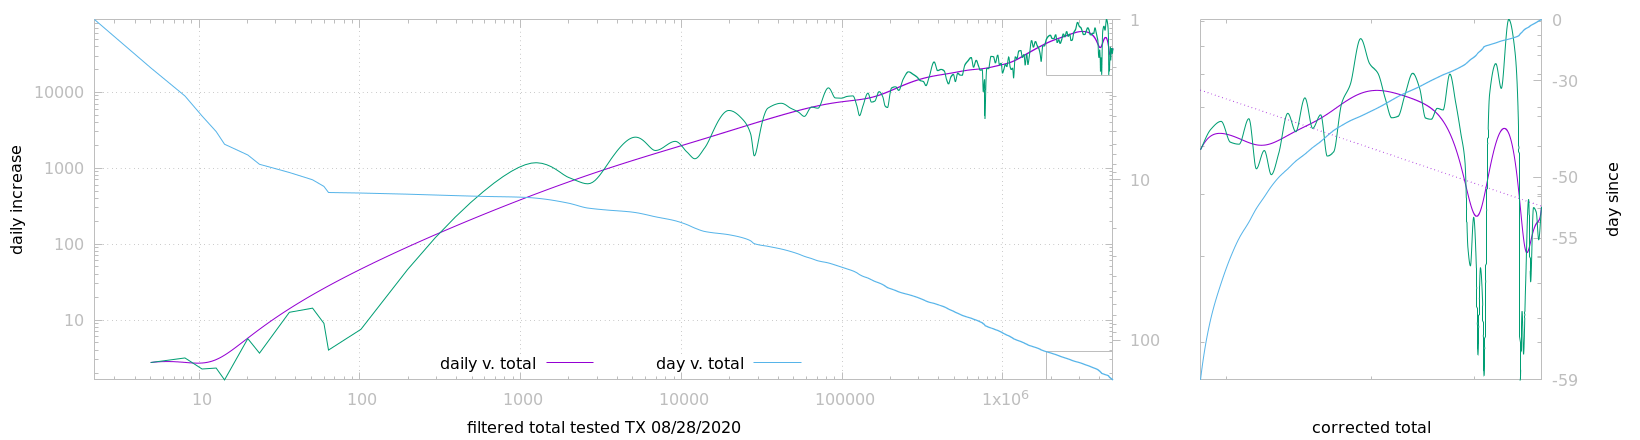 daily increase
10000
1000
100
10
daily v. total
day v. total
10
100
1000
10000
100000
1x10⁶
filtered total tested TX 08/28/2020
1
10
100
0
-30
-50
-55
-59
day since
corrected total